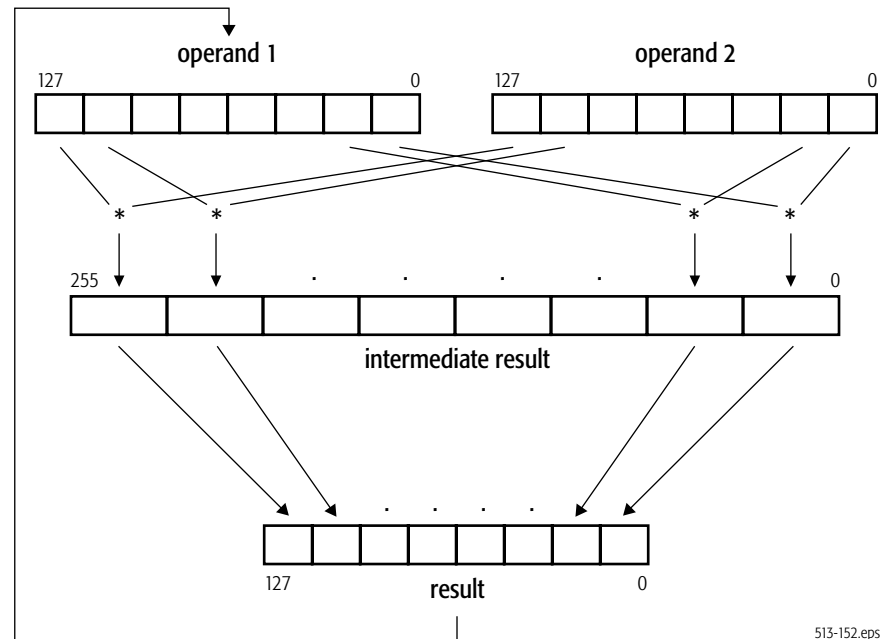 operand 1 operand 2
127 0 127 0
* * * *
255 . . . . 0
intermediate result
. . . .
127 result 0
513-152.eps